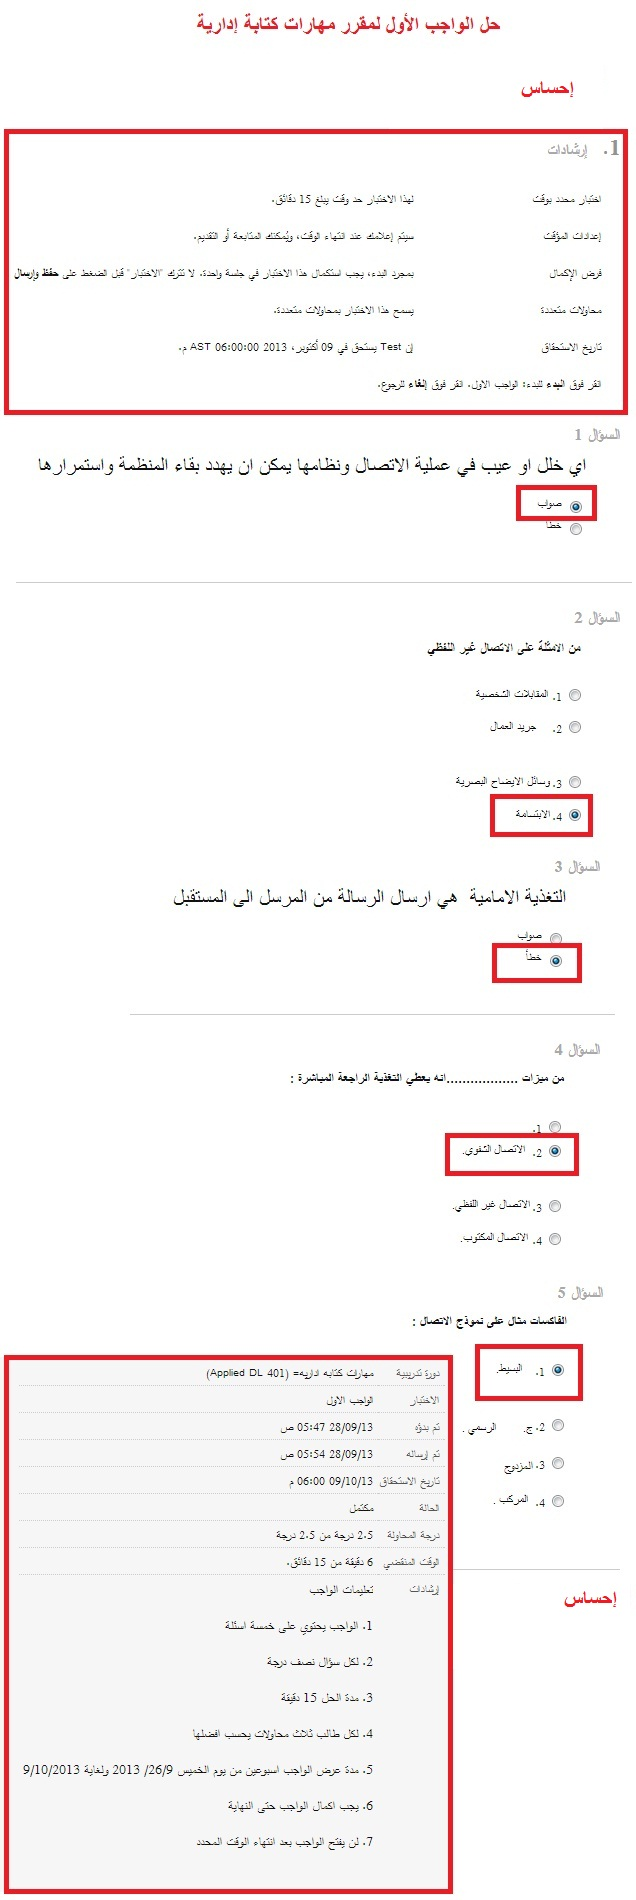 حل الواجب الأول لمقرر مهارات كتابة إدارية
إحساس
1. إرشادات
اختبار محدد بوقت لهذا الاختبار حد وقت يبلغ 15 دقائق.
إعدادات المؤقت سيتم إعلامك عند انتهاء الوقت، ويُمكنك المتابعة أو التقديم.
فرض الإكمال بمجرد البدء، يجب استكمال هذا الاختبار في جلسة واحدة. لا تترك "الاختبار" قبل الضغط على حفظ وإرسال
محاولات متعددة يسمح هذا الاختبار بمحاولات متعددة.
تاريخ الاستحقاق إن Test يستحق في 09 أكتوبر، 2013 06:00:00 AST م.
انقر فوق البدء للبدء: الواجب الاول. انقر فوق إلغاء للرجوع.
السؤال 1
اي خلل او عيب في عملية الاتصال ونظامها يمكن ان يهدد بقاء المنظمة واستمرارها
صواب
خطأ
السؤال 2
من الامثلة على الاتصال غير اللفظي
1. المقابلات الشخصية
2. جريد العمال
3. وسائل الايضاح البصرية
4. الابتسامة
السؤال 3
التغذية الامامية هي ارسال الرسالة من المرسل الى المستقبل
صواب
خطأ
السؤال 4
من ميزات ..................انه يعطي التغذية الراجعة المباشرة :
1.
2. الاتصال الشفوي.
3. الاتصال غير اللفظي.
4. الاتصال المكتوب.
السؤال 5
الفاكسات مثال على نموذج الاتصال :
1. البسيط.
2. ج. الرسمي .
3. المزدوج
4. المركب .
دورة تدريبية مهارات كتابه اداريه= (Applied DL 401)
الاختبار الواجب الاول
تم بدؤه 28/09/13 05:47 ص
تم إرساله 28/09/13 05:54 ص
تاريخ الاستحقاق 09/10/13 06:00 م
الحالة مكتمل
درجة المحاولة 2.5 درجة من 2.5 درجة
الوقت المنقضي 6 دقيقة من 15 دقائق.
إرشادات تعليمات الواجب
1. الواجب يحتوي على خمسة اسئلة
2. لكل سؤال نصف درجة
3. مدة الحل 15 دقيقة
4. لكل طالب ثلاث محاولات يحسب افضلها
5. مدة عرض الواجب اسبوعين من يوم الخميس 26/9/ 2013 ولغاية 9/10/2013
6. يجب اكمال الواجب حتى النهاية
7. لن يفتح الواجب بعد انتهاء الوقت المحدد
إحساس